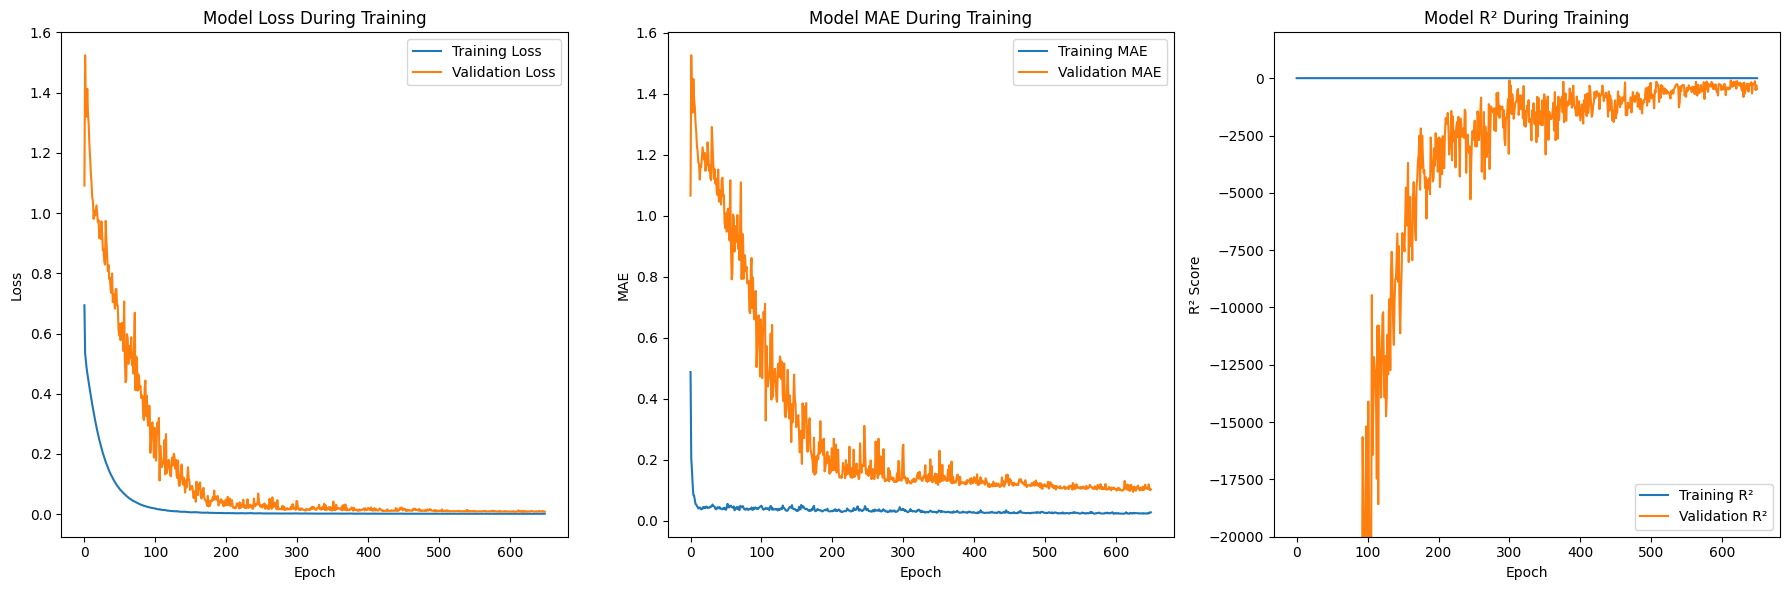 Model Loss During Training
1.6
1.4
1.2
1.0
0.8
0.6
0.4
0.2
0.0
Loss
0 100 200 300 400 500 600
Epoch
Training Loss
Validation Loss
Model MAE During Training
1.6
1.4
1.2
1.0
0.8
0.6
0.4
0.2
0.0
MAE
0 100 200 300 400 500 600
Epoch
Training MAE
Validation MAE
Model R² During Training
0
−2500
−5000
−7500
−10000
−12500
−15000
−17500
−20000
R² Score
0 100 200 300 400 500 600
Epoch
Training R²
Validation R²